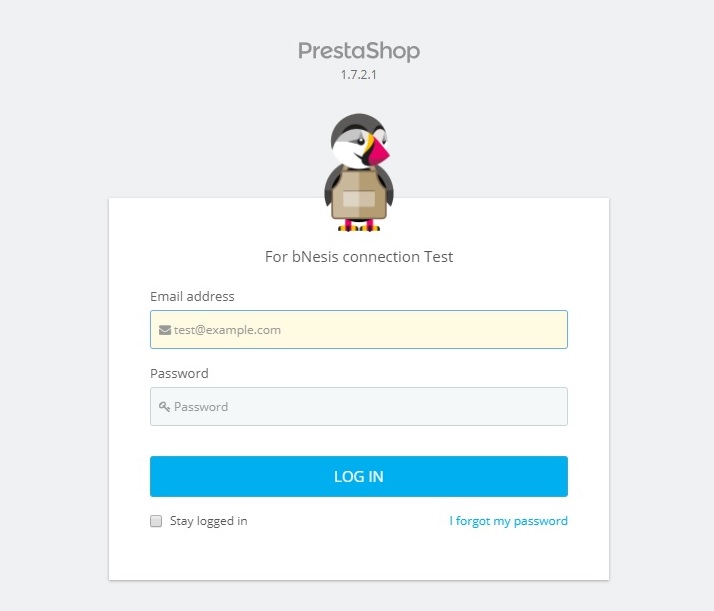 PrestaShop
1.7.2.1
For bNesis connection Test
Email address
test@example.com
Password
Password
LOG IN
Stay logged in I forgot my password